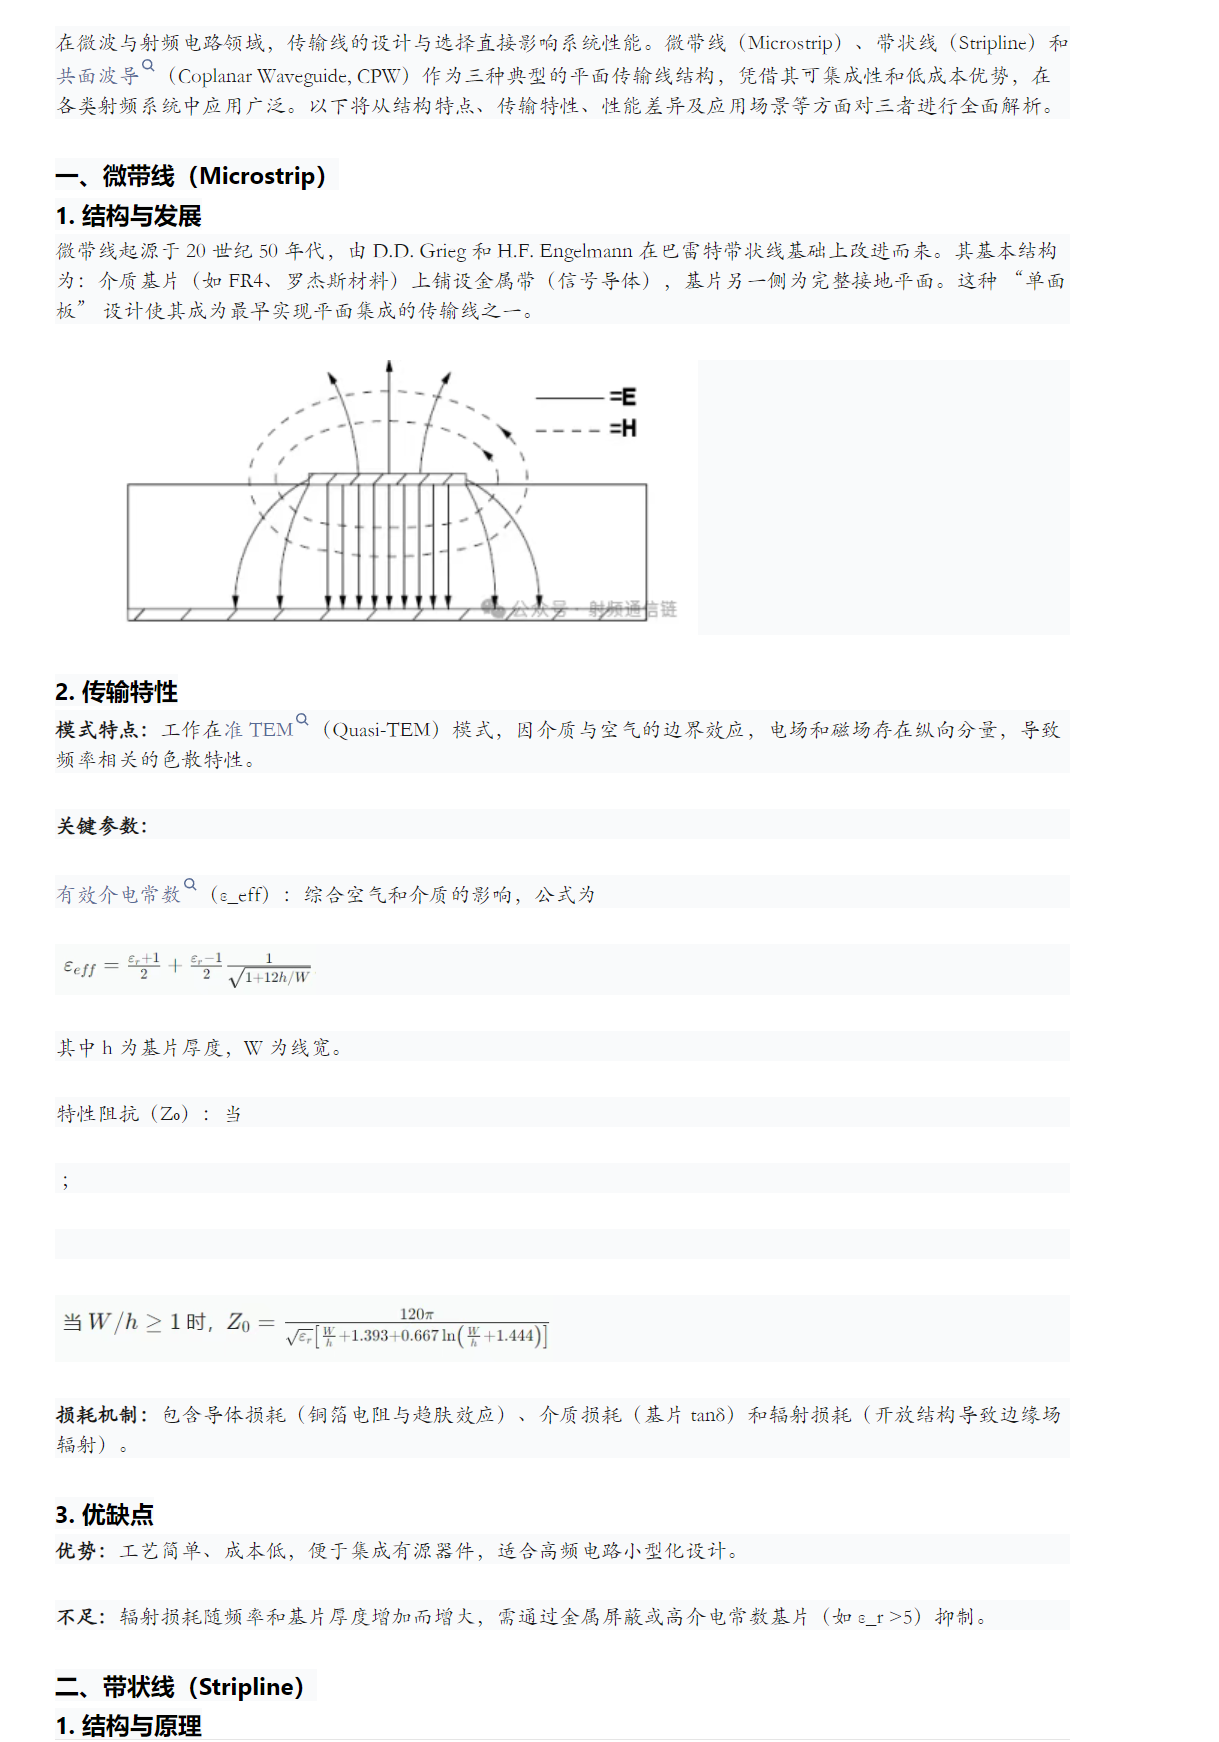 在微波与射频电路领域，传输线的设计与选择直接影响系统性能。微带线（Microstrip）、带状线（Stripline）和
共面波导（Coplanar Waveguide, CPW）作为三种典型的平面传输线结构，凭借其可集成性和低成本优势，在
各类射频系统中应用广泛。以下将从结构特点、传输特性、性能差异及应用场景等方面对三者进行全面解析。
一、微带线（Microstrip）
1. 结构与发展
微带线起源于 20 世纪 50 年代，由 D.D. Grieg 和 H.F. Engelmann 在巴雷特带状线基础上改进而来。其基本结构
为：介质基片（如 FR4、罗杰斯材料）上铺设金属带（信号导体），基片另一侧为完整接地平面。这种 “单面
板” 设计使其成为最早实现平面集成的传输线之一。
=E
=H
公众号 · 射频通信链
2. 传输特性
模式特点：工作在准 TEM（Quasi-TEM）模式，因介质与空气的边界效应，电场和磁场存在纵向分量，导致
频率相关的色散特性。
关键参数：
有效介电常数（ε_eff）：综合空气和介质的影响，公式为
ε_{eff} = \frac{ε_r+1}{2} + \frac{ε_r-1}{2} \frac{1}{\sqrt{1+12h/W}}
其中 h 为基片厚度，W 为线宽。
特性阻抗（Z₀）：当
；
当 W/h ≥ 1 时，Z_0 = \frac{120π}{\sqrt{ε_r}[\frac{W}{h}+1.393+0.667 ln(\frac{W}{h}+1.444)]}
损耗机制：包含导体损耗（铜箔电阻与趋肤效应）、介质损耗（基片 tanδ）和辐射损耗（开放结构导致边缘场
辐射）。
3. 优缺点
优势：工艺简单、成本低，便于集成有源器件，适合高频电路小型化设计。
不足：辐射损耗随频率和基片厚度增加而增大，需通过金属屏蔽或高介电常数基片（如 ε_r >5）抑制。
二、带状线（Stripline）
1. 结构与原理